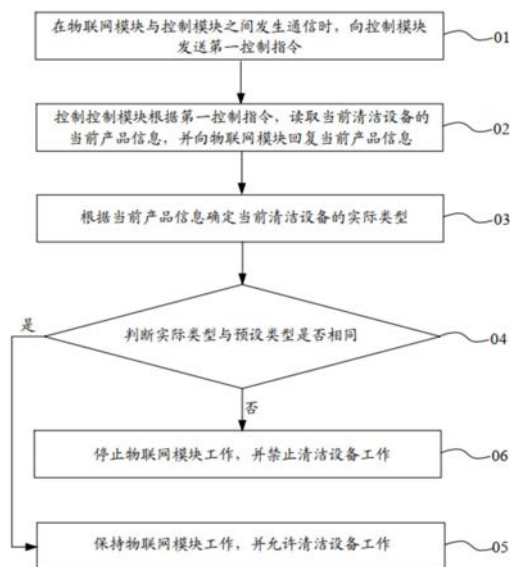 在物联网模块与控制模块之间发生通信时，向控制模块
发送第一控制指令
01
控制控制模块根据第一控制指令，读取当前清洁设备的
当前产品信息，并向物联网模块回复当前产品信息
02
根据当前产品信息确定当前清洁设备的实际类型
03
是
判断实际类型与预设类型是否相同
04
否
停止物联网模块工作，并禁止清洁设备工作
06
保持物联网模块工作，并允许清洁设备工作
05